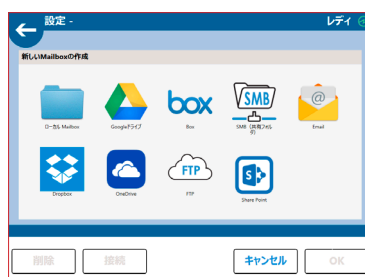 設定 -
レディ
新しいMailboxの作成
box
SMB
@
ローカル Mailbox
Googleドライブ
Box
SMB (共有フォルダ)
Email
FTP
S
Dropbox
OneDrive
FTP
Share Point
削除
接続
キャンセル
OK